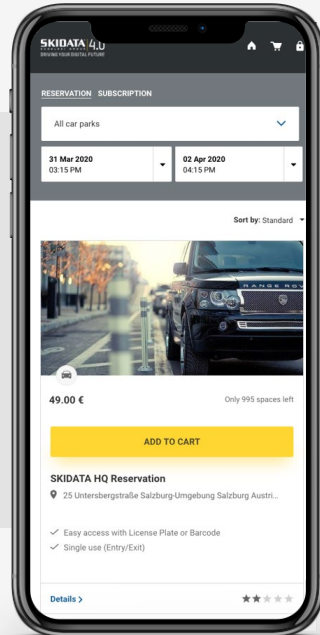 SKIDATA 4.0
DRIVING YOUR DIGITAL FUTURE
RESERVATION SUBSCRIPTION
All car parks
31 Mar 2020 02 Apr 2020
03:15 PM 04:15 PM
Sort by: Standard
RANGE ROV
49.00 € Only 995 spaces left
ADD TO CART
SKIDATA HQ Reservation
25 Untersbergstraße Salzburg-Umgebung Salzburg Austri...
Easy access with License Plate or Barcode
Single use (Entry/Exit)
Details >